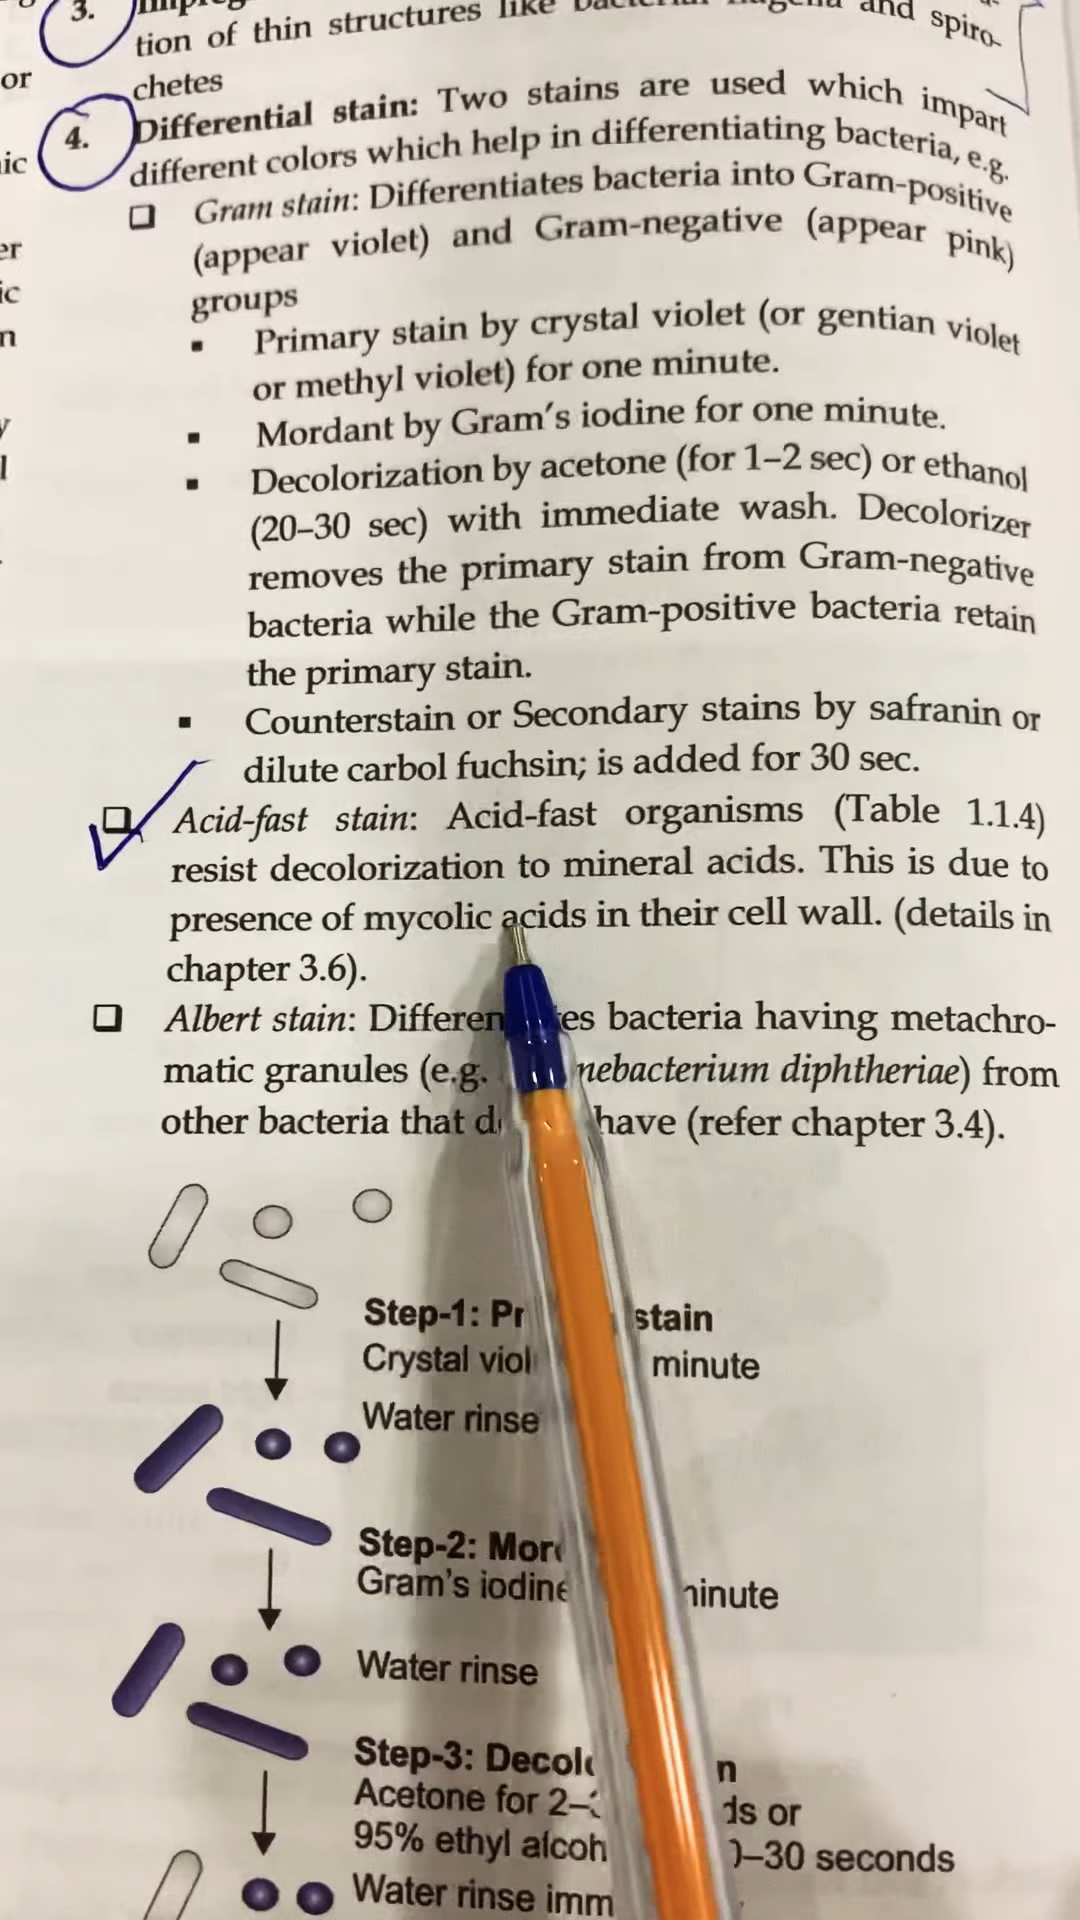 3.
tion of thin structures like and spiro-
chetes
or
4. Differential stain: Two stains are used which impart
ic
different colors which help in differentiating bacteria, e.g.
❑ Gram stain: Differentiates bacteria into Gram-positive
er
(appear violet) and Gram-negative (appear pink)
ic
groups
n
▪ Primary stain by crystal violet (or gentian violet
or methyl violet) for one minute.
y
▪ Mordant by Gram's iodine for one minute.
l
▪ Decolorization by acetone (for 1–2 sec) or ethanol
(20–30 sec) with immediate wash. Decolorizer
removes the primary stain from Gram-negative
bacteria while the Gram-positive bacteria retain
the primary stain.
▪ Counterstain or Secondary stains by safranin or
dilute carbol fuchsin; is added for 30 sec.
❑ Acid-fast stain: Acid-fast organisms (Table 1.1.4)
resist decolorization to mineral acids. This is due to
presence of mycolic acids in their cell wall. (details in
chapter 3.6).
❑ Albert stain: Differen es bacteria having metachro-
matic granules (e.g. nebacterium diphtheriae) from
other bacteria that d have (refer chapter 3.4).
Step-1: Pr stain
Crystal viol minute
Water rinse
Step-2: Mor
Gram's iodine minute
Water rinse
Step-3: Decolo n
Acetone for 2– ds or
95% ethyl alcoh –30 seconds
Water rinse imm